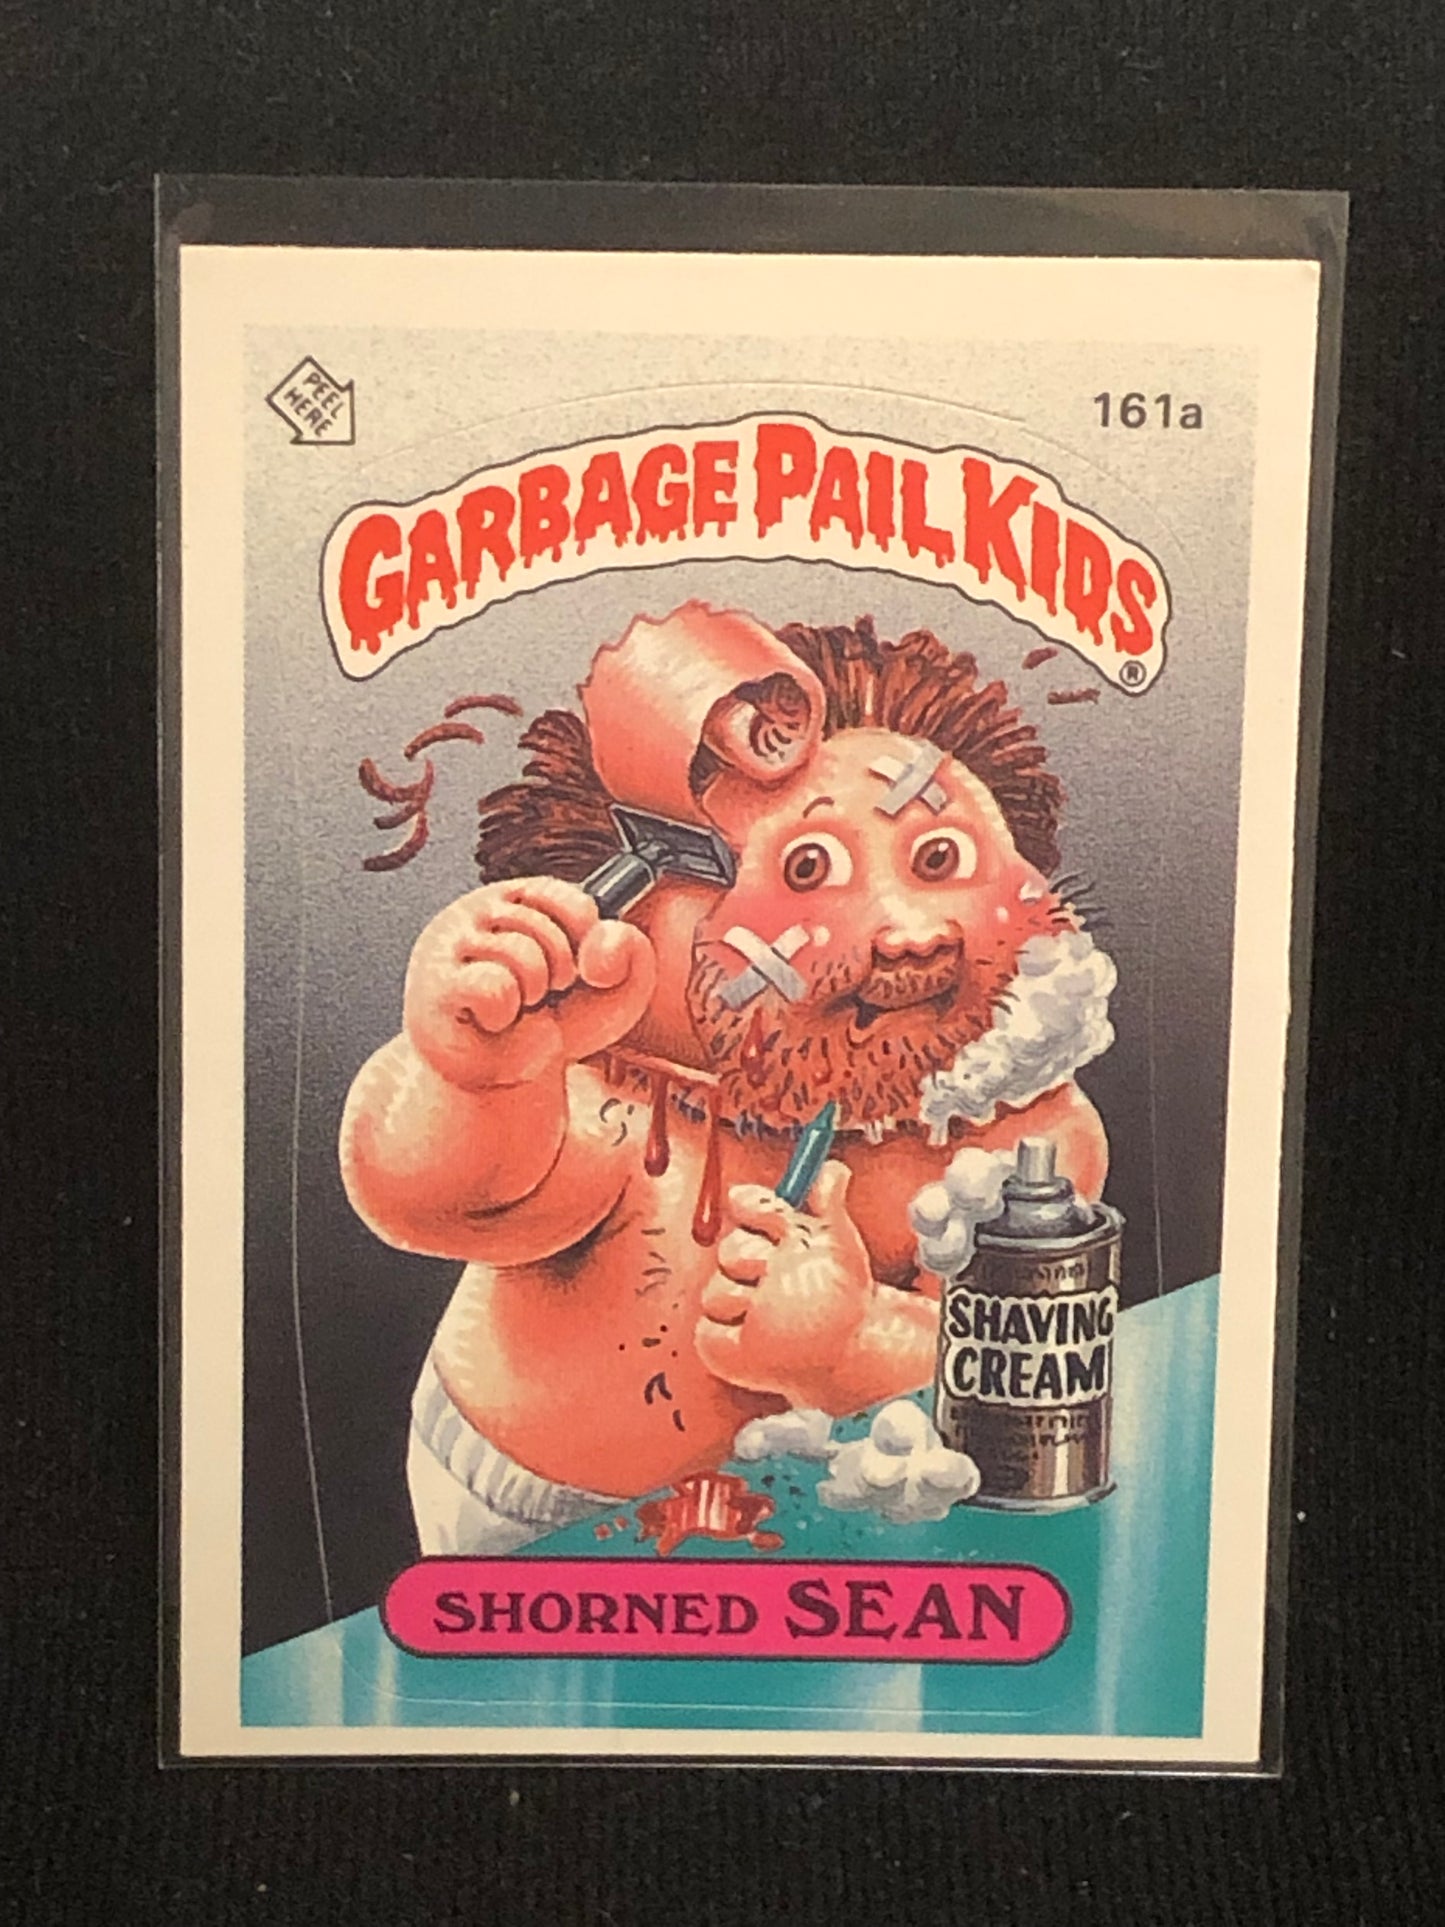 PEEL
HERE
161a
GARBAGE PAIL KIDS
®
SHAVING
CREAM
SHORNED SEAN